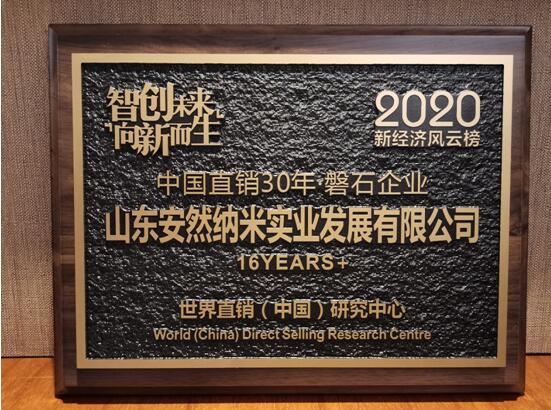 智创未来
向新而生
2020
新经济风云榜
中国直销30年 磐石企业
山东安然纳米实业发展有限公司
16YEARS+
世界直销（中国）研究中心
World (China) Direct Selling Research Centre